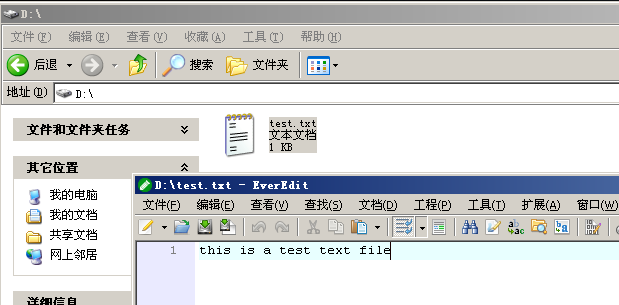 D:\
文件(F) 编辑(E) 查看(V) 收藏(A) 工具(T) 帮助(H)
后退 搜索 文件夹
地址(D) D:\
文件和文件夹任务
test.txt
文本文档
1 KB
其它位置
我的电脑
我的文档
共享文档
网上邻居
详细信息
D:\test.txt - EverEdit
文件(F) 编辑(E) 查看(V) 查找(S) 文档(D) 工程(P) 工具(T) 扩展(A) 窗口(W)
1 this is a test text file